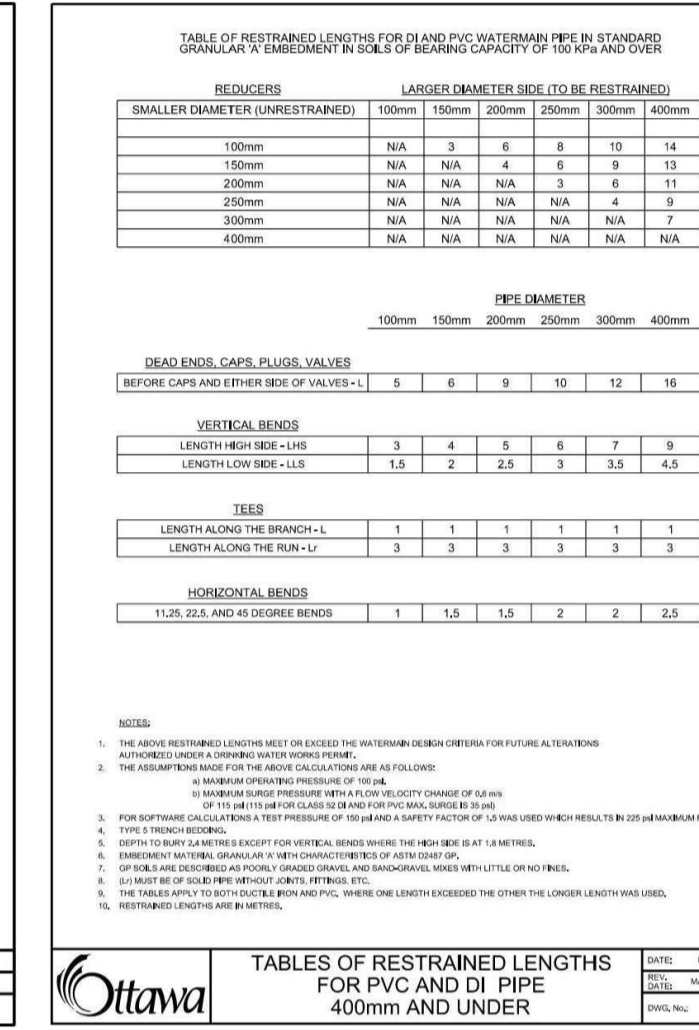 TABLE OF RESTRAINED LENGTHS FOR DI AND PVC WATERMAIN PIPE IN STANDARD
GRANULAR 'A' EMBEDMENT IN SOILS OF BEARING CAPACITY OF 100 KPa AND OVER
REDUCERS LARGER DIAMETER SIDE (TO BE RESTRAINED)
SMALLER DIAMETER (UNRESTRAINED) 100mm 150mm 200mm 250mm 300mm 400mm
100mm N/A 3 6 8 10 14
150mm N/A N/A 4 6 9 13
200mm N/A N/A N/A 3 6 11
250mm N/A N/A N/A N/A 4 9
300mm N/A N/A N/A N/A N/A 7
400mm N/A N/A N/A N/A N/A N/A
PIPE DIAMETER
100mm 150mm 200mm 250mm 300mm 400mm
DEAD ENDS, CAPS, PLUGS, VALVES
BEFORE CAPS AND EITHER SIDE OF VALVES - L 5 6 9 10 12 16
VERTICAL BENDS
LENGTH HIGH SIDE - LHS 3 4 5 6 7 9
LENGTH LOW SIDE - LLS 1.5 2 2.5 3 3.5 4.5
TEES
LENGTH ALONG THE BRANCH - L 1 1 1 1 1 1
LENGTH ALONG THE RUN - Lr 3 3 3 3 3 3
HORIZONTAL BENDS
11.25, 22.5, AND 45 DEGREE BENDS 1 1.5 1.5 2 2 2.5
NOTES:
1. THE ABOVE RESTRAINED LENGTHS MEET OR EXCEED THE WATERMAIN DESIGN CRITERIA FOR FUTURE ALTERATIONS
AUTHORIZED UNDER A DRINKING WATER WORKS PERMIT.
2. THE ASSUMPTIONS MADE FOR THE ABOVE CALCULATIONS ARE AS FOLLOWS:
a) MAXIMUM OPERATING PRESSURE OF 100 psi.
b) MAXIMUM SURGE PRESSURE WITH A FLOW VELOCITY CHANGE OF 0.6 m/s
OF 115 psi (115 psi FOR CLASS 52 DI AND FOR PVC MAX. SURGE IS 35 psi)
3. FOR SOFTWARE CALCULATIONS A TEST PRESSURE OF 150 psi AND A SAFETY FACTOR OF 1.5 WAS USED WHICH RESULTS IN 225 psi MAXIMUM
4. TYPE 5 TRENCH BEDDING.
5. DEPTH TO BURY 2.4 METRES EXCEPT FOR VERTICAL BENDS WHERE THE HIGH SIDE IS AT 1.8 METRES.
6. EMBEDMENT MATERIAL GRANULAR 'A' WITH CHARACTERISTICS OF ASTM D2487 GP.
7. GP SOILS ARE DESCRIBED AS POORLY GRADED GRAVEL AND SAND-GRAVEL MIXES WITH LITTLE OR NO FINES.
8. (Lr) MUST BE OF SOLID PIPE WITHOUT JOINTS, FITTINGS, ETC.
9. THE TABLES APPLY TO BOTH DUCTILE IRON AND PVC. WHERE ONE LENGTH EXCEEDED THE OTHER THE LONGER LENGTH WAS USED.
10. RESTRAINED LENGTHS ARE IN METRES.
Ottawa
TABLES OF RESTRAINED LENGTHS
FOR PVC AND DI PIPE
400mm AND UNDER
DATE:
REV.
DATE:
DWG. No.: